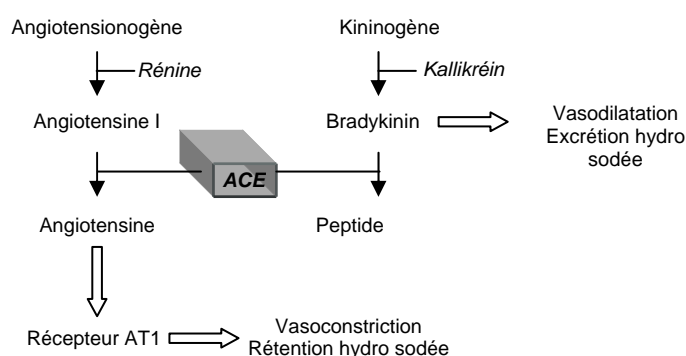 Angiotensionogène
Kininogène
Rénine
Kallikréin
Angiotensine I
Bradykinin
Vasodilatation
Excrétion hydro
sodée
ACE
Angiotensine
Peptide
Récepteur AT1
Vasoconstriction
Rétention hydro sodée